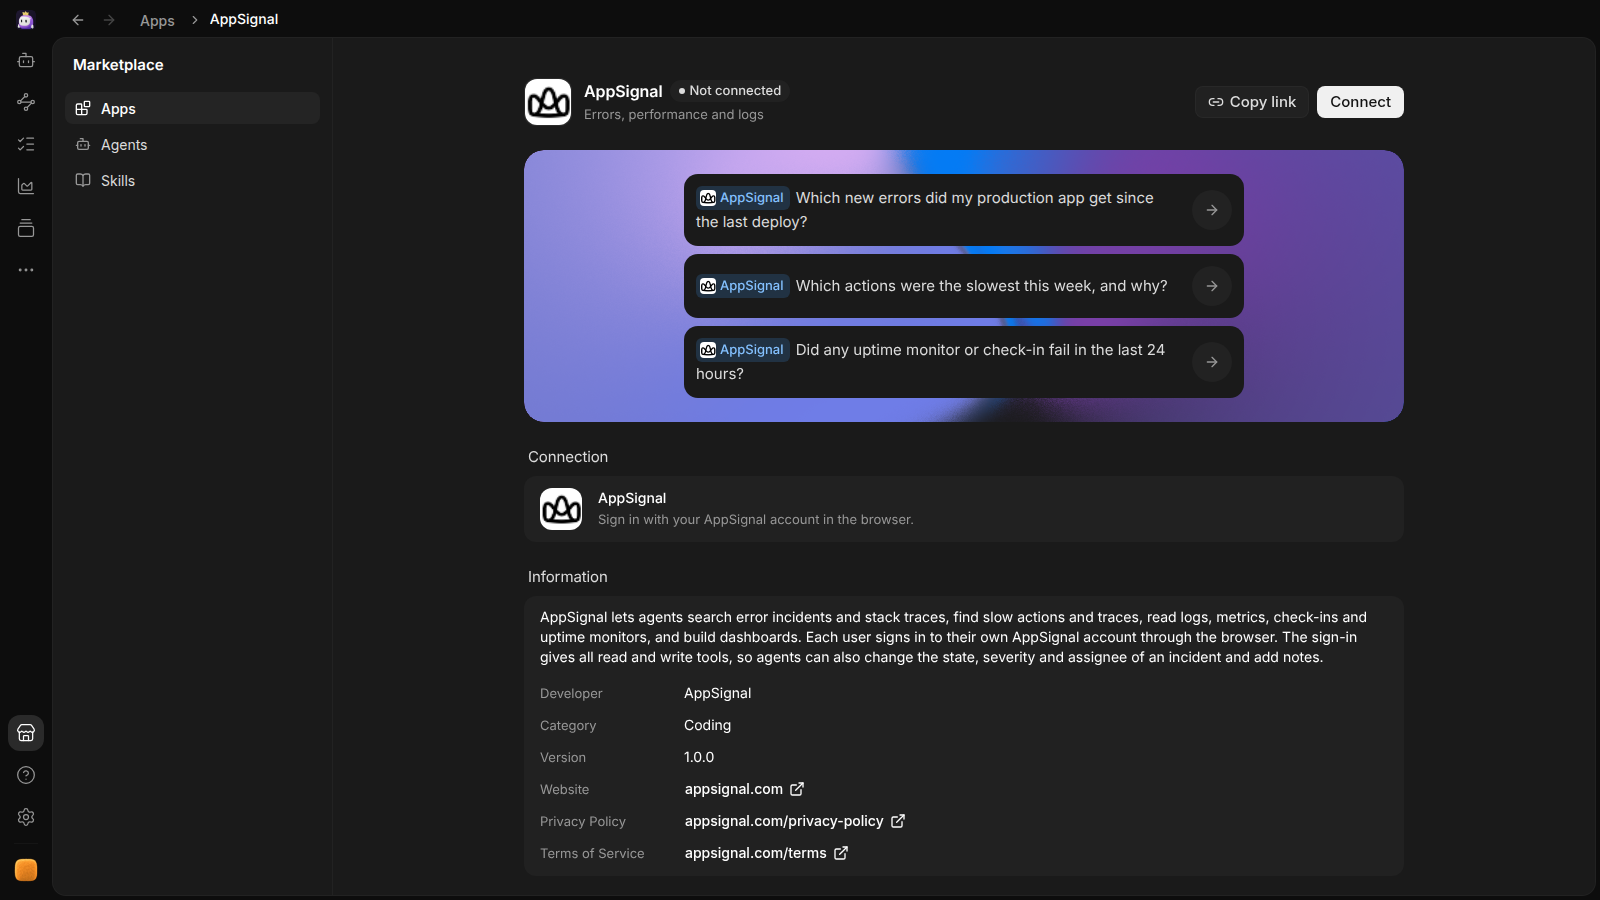 Apps > AppSignal
Marketplace
Apps
Agents
Skills
AppSignal
Not connected
Errors, performance and logs
Copy link
Connect
AppSignal Which new errors did my production app get since
the last deploy?
AppSignal Which actions were the slowest this week, and why?
AppSignal Did any uptime monitor or check-in fail in the last 24
hours?
Connection
AppSignal
Sign in with your AppSignal account in the browser.
Information
AppSignal lets agents search error incidents and stack traces, find slow actions and traces, read logs, metrics, check-ins and
uptime monitors, and build dashboards. Each user signs in to their own AppSignal account through the browser. The sign-in
gives all read and write tools, so agents can also change the state, severity and assignee of an incident and add notes.
Developer AppSignal
Category Coding
Version 1.0.0
Website appsignal.com
Privacy Policy appsignal.com/privacy-policy
Terms of Service appsignal.com/terms